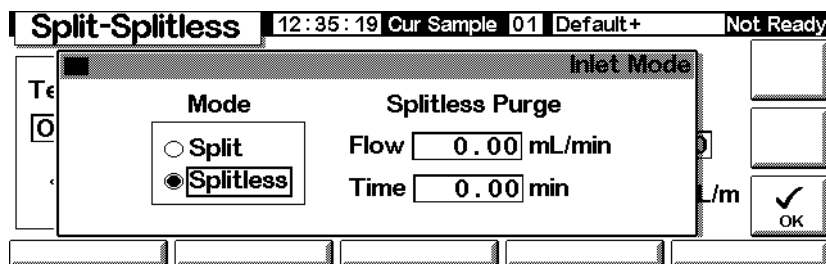 Split-Splitless 12:35:19 Cur Sample 01 Default+ Not Ready
Inlet Mode
Mode Splitless Purge
Split Flow 0.00 mL/min
Splitless Time 0.00 min
OK